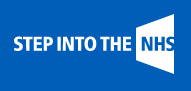 STEP INTO THE NHS